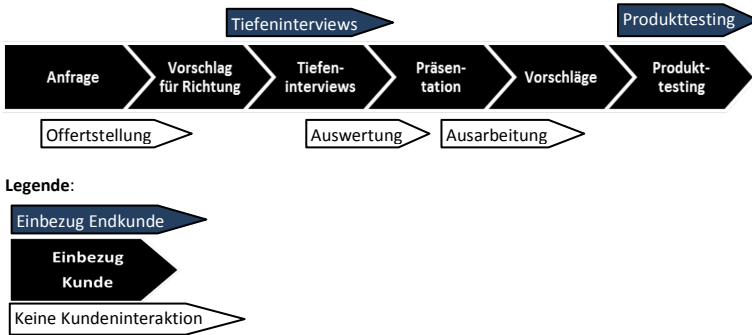 Tiefeninterviews
Produkttesting
Anfrage
Vorschlag
für Richtung
Tiefen-
interviews
Präsen-
tation
Vorschläge
Produkt-
testing
Offertstellung
Auswertung
Ausarbeitung
Legende:
Einbezug Endkunde
Einbezug
Kunde
Keine Kundeninteraktion